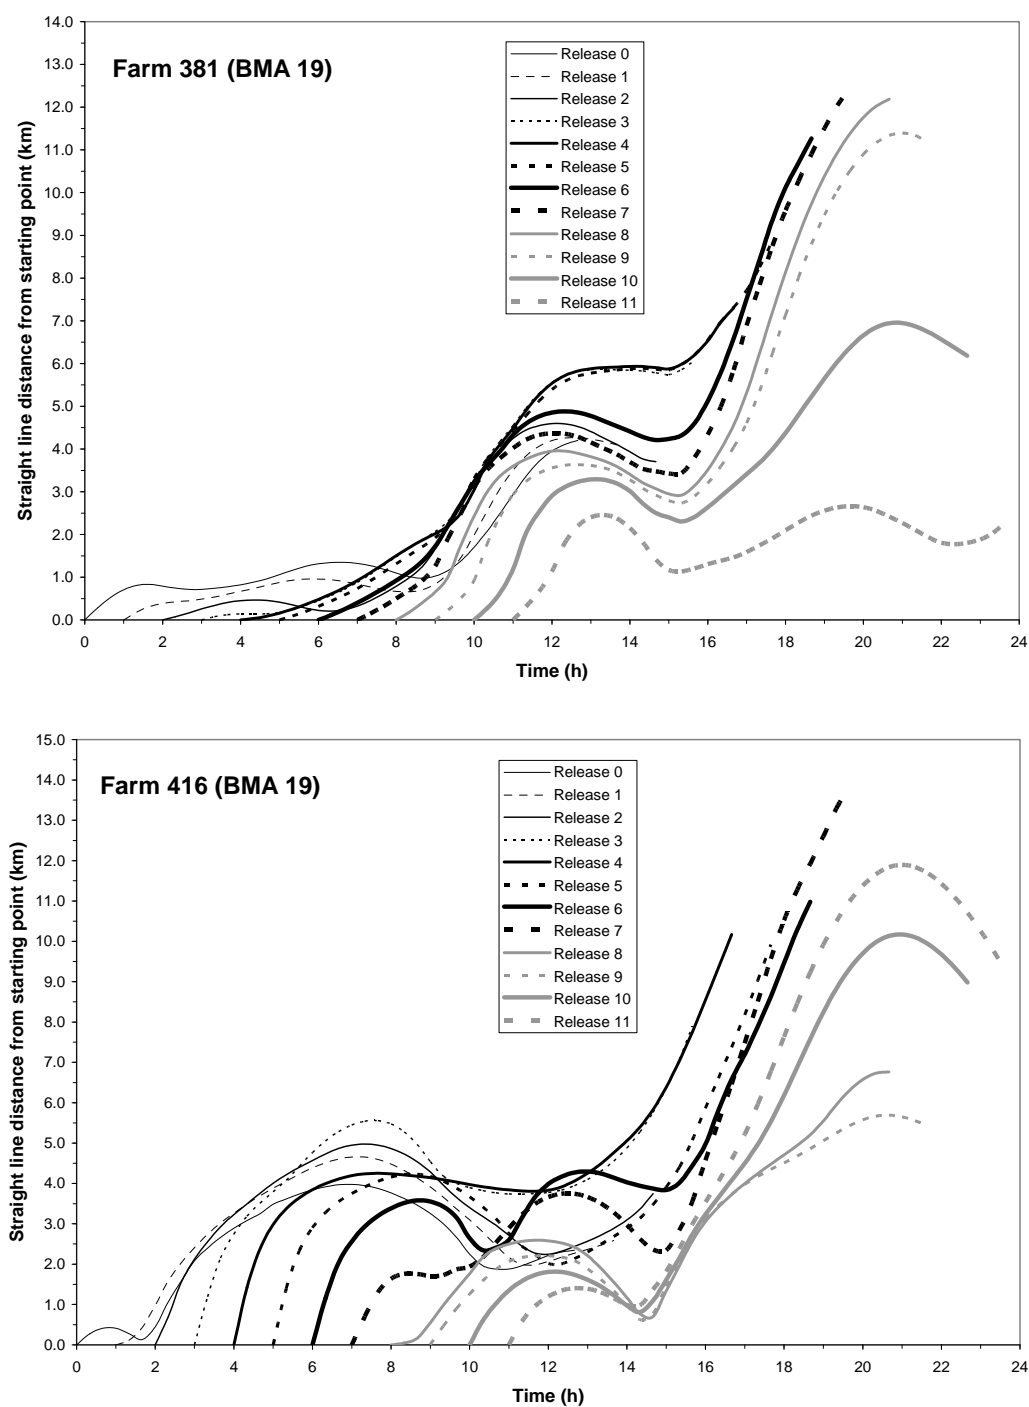 14.0
13.0
12.0
11.0
10.0
9.0
8.0
7.0
6.0
5.0
4.0
3.0
2.0
1.0
0.0
Straight line distance from starting point (km)
Farm 381 (BMA 19)
Release 0
Release 1
Release 2
Release 3
Release 4
Release 5
Release 6
Release 7
Release 8
Release 9
Release 10
Release 11
0 2 4 6 8 10 12 14 16 18 20 22 24
Time (h)
15.0
14.0
13.0
12.0
11.0
10.0
9.0
8.0
7.0
6.0
5.0
4.0
3.0
2.0
1.0
0.0
Straight line distance from starting point (km)
Farm 416 (BMA 19)
Release 0
Release 1
Release 2
Release 3
Release 4
Release 5
Release 6
Release 7
Release 8
Release 9
Release 10
Release 11
0 2 4 6 8 10 12 14 16 18 20 22 24
Time (h)